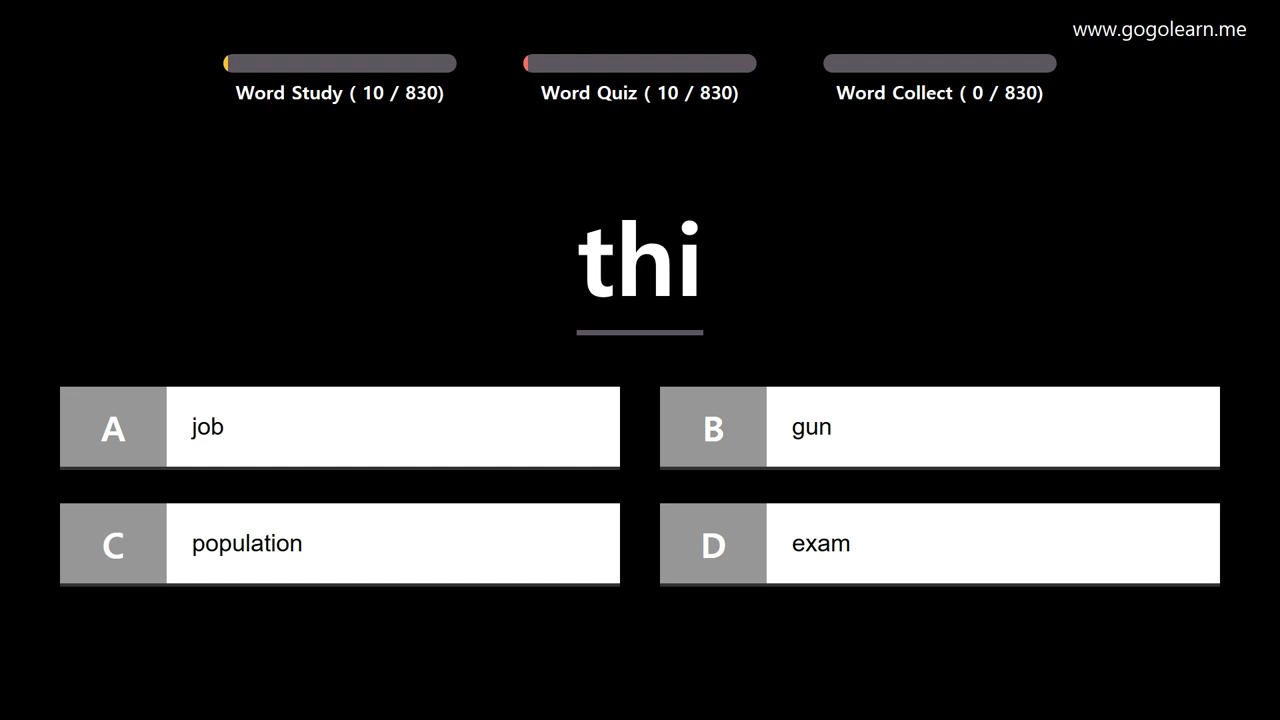 www.gogolearn.me
Word Study ( 10 / 830)
Word Quiz ( 10 / 830)
Word Collect ( 0 / 830)
thi
A job
B gun
C population
D exam